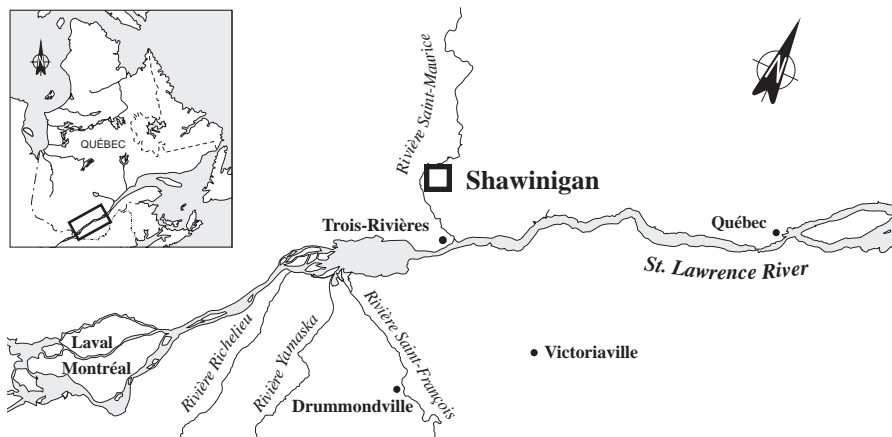 N
QUÉBEC
Rivière Saint-Maurice
N
Shawinigan
Trois-Rivières
Québec
St. Lawrence River
Laval
Montréal
Rivière Richelieu
Rivière Yamaska
Rivière Saint-François
Victoriaville
Drummondville